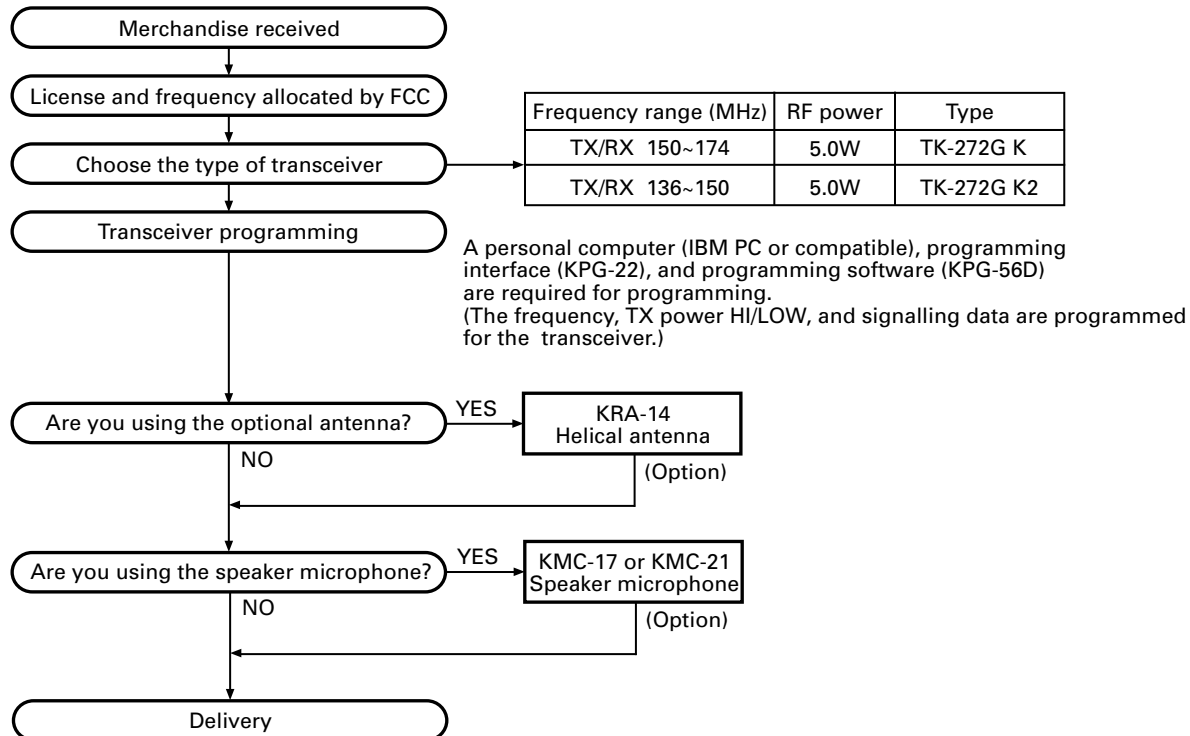 Merchandise received
License and frequency allocated by FCC
Choose the type of transceiver
Frequency range (MHz) RF power Type
TX/RX 150~174 5.0W TK-272G K
TX/RX 136~150 5.0W TK-272G K2
Transceiver programming
A personal computer (IBM PC or compatible), programming
interface (KPG-22), and programming software (KPG-56D)
are required for programming.
(The frequency, TX power HI/LOW, and signalling data are programmed
for the transceiver.)
Are you using the optional antenna?
YES
KRA-14
Helical antenna
(Option)
NO
Are you using the speaker microphone?
YES
KMC-17 or KMC-21
Speaker microphone
(Option)
NO
Delivery